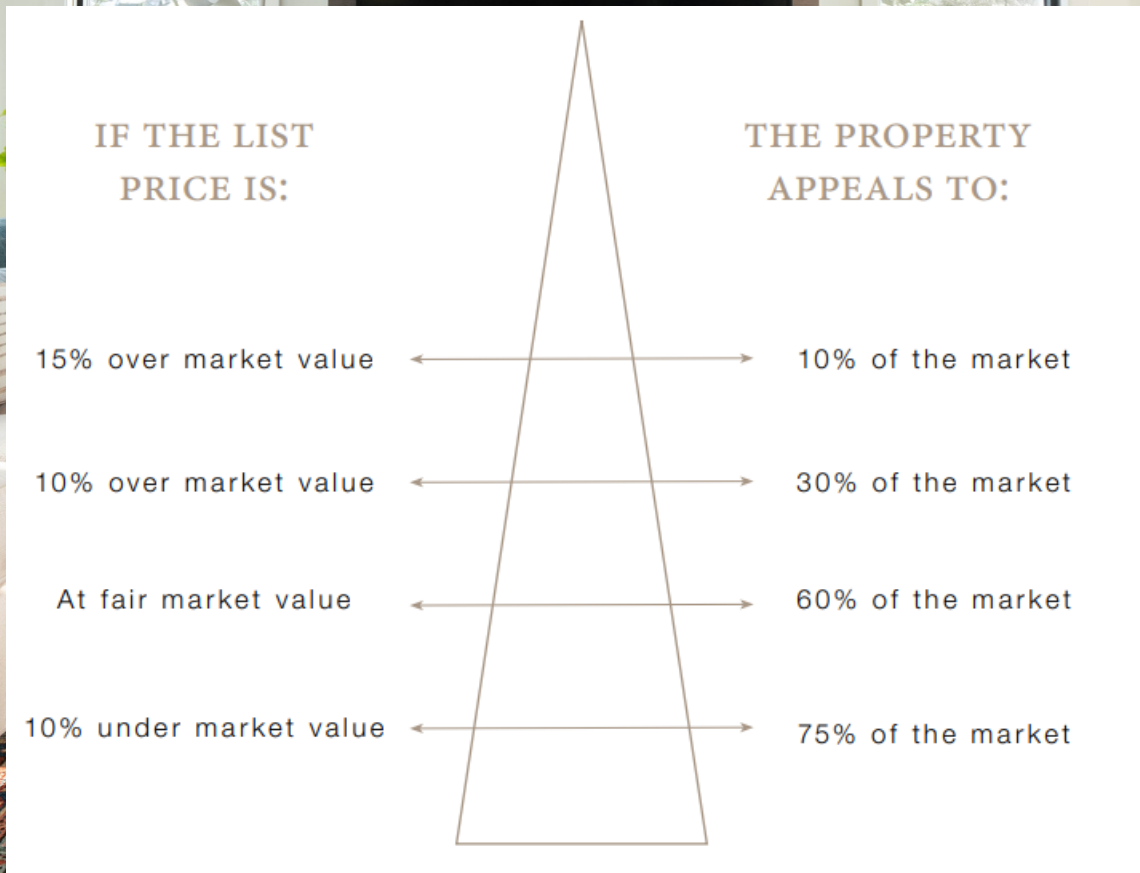 IF THE LIST
PRICE IS:
THE PROPERTY
APPEALS TO:
15% over market value
10% of the market
10% over market value
30% of the market
At fair market value
60% of the market
10% under market value
75% of the market